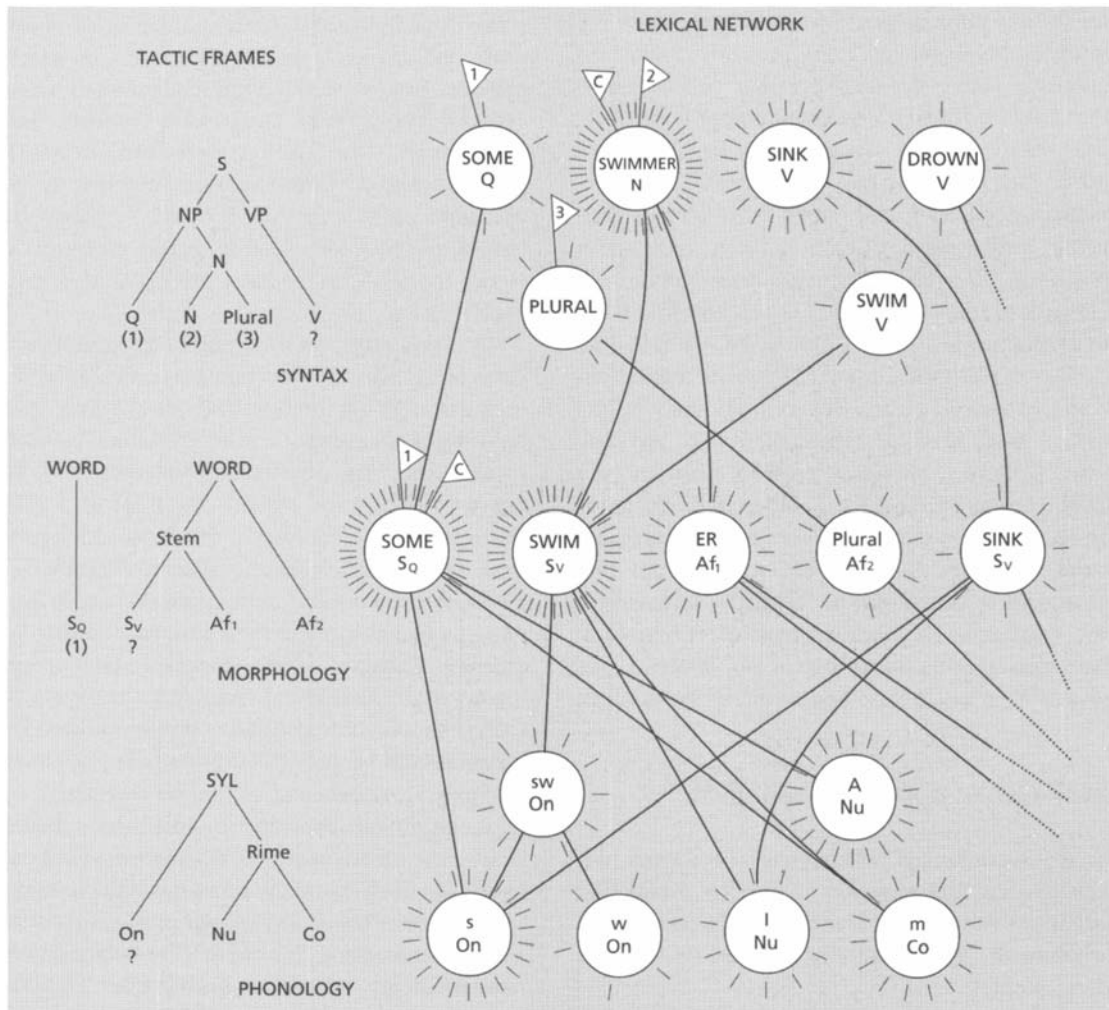 LEXICAL NETWORK
TACTIC FRAMES
1
C
2
SOME
Q
SWIMMER
N
SINK
V
DROWN
V
S
NP VP
N
Q N Plural V
(1) (2) (3) ?
SYNTAX
3
PLURAL
SWIM
V
WORD WORD
Stem
SQ SV Af1 Af2
(1) ?
MORPHOLOGY
1
C
SOME
SQ
SWIM
SV
ER
Af1
Plural
Af2
SINK
SV
SYL
Rime
On Nu Co
?
PHONOLOGY
sw
On
A
Nu
s
On
w
On
I
Nu
m
Co